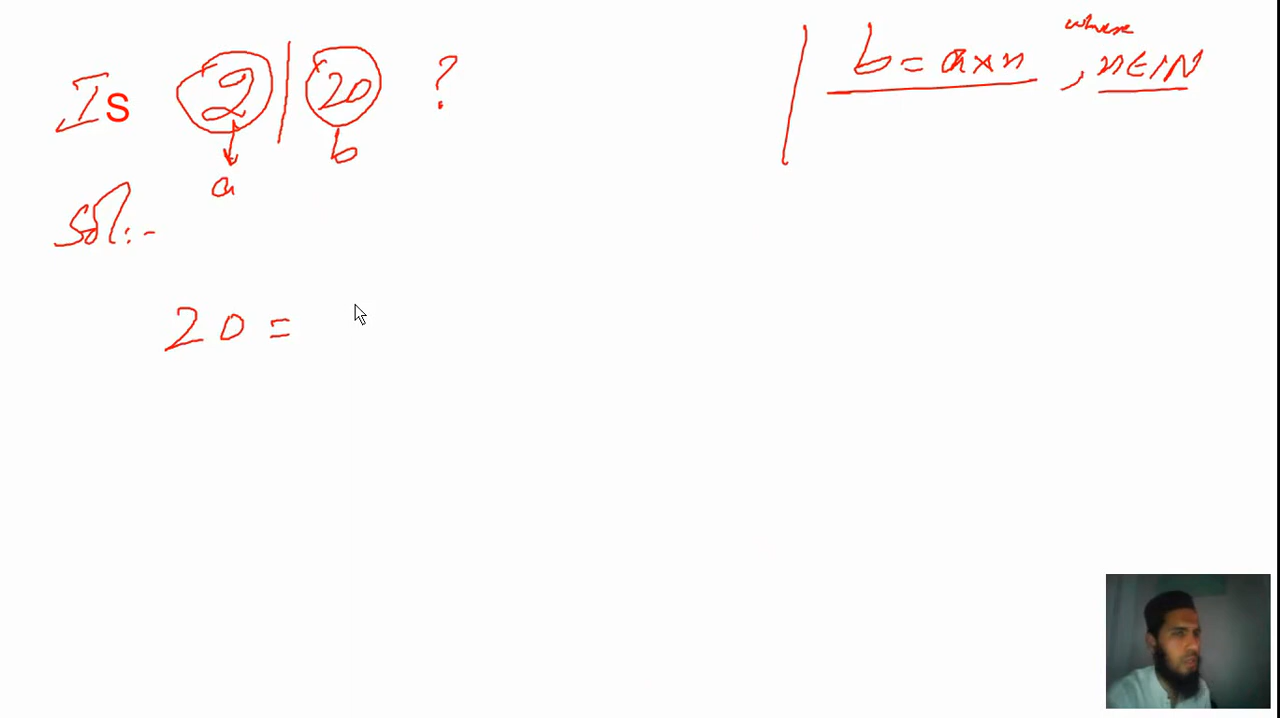 Is 2 | 20 ?
a b
b = a × n , where n ∈ N
Sol:-
20 =